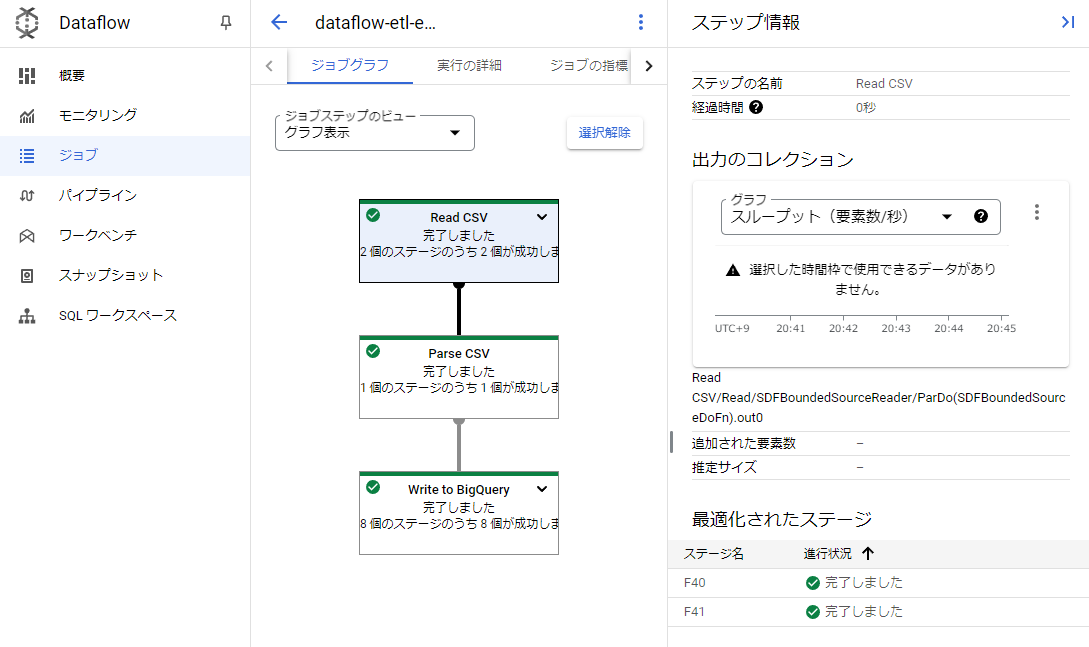 Dataflow
概要
モニタリング
ジョブ
パイプライン
ワークベンチ
スナップショット
SQL ワークスペース
dataflow-etl-e...
ジョブグラフ
実行の詳細
ジョブの指標
ジョブステップのビュー
グラフ表示
選択解除
Read CSV
完了しました
2 個のステージのうち 2 個が成功しま
Parse CSV
完了しました
1 個のステージのうち 1 個が成功しま
Write to BigQuery
完了しました
8 個のステージのうち 8 個が成功しま
ステップ情報
ステップの名前 Read CSV
経過時間 0秒
出力のコレクション
グラフ
スループット（要素数/秒）
選択した時間枠で使用できるデータがあり
ません。
UTC+9 20:41 20:42 20:43 20:44 20:45
Read
CSV/Read/SDFBoundedSourceReader/ParDo(SDFBoundedSourc
eDoFn).out0
追加された要素数 –
推定サイズ –
最適化されたステージ
ステージ名 進行状況
F40 完了しました
F41 完了しました